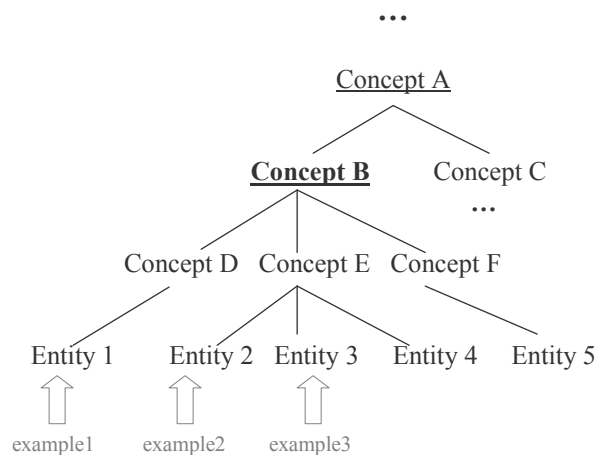 ...
Concept A
Concept B Concept C
...
Concept D Concept E Concept F
Entity 1 Entity 2 Entity 3 Entity 4 Entity 5
example1 example2 example3